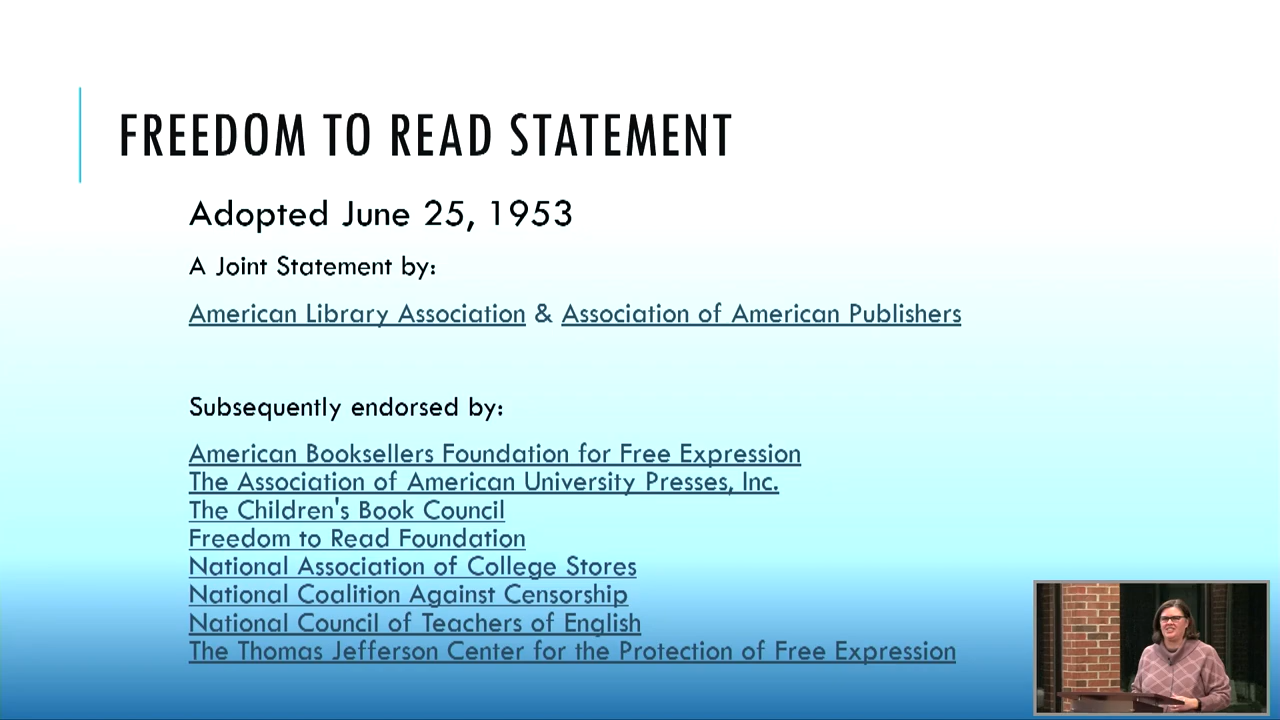 FREEDOM TO READ STATEMENT
Adopted June 25, 1953
A Joint Statement by:
American Library Association & Association of American Publishers
Subsequently endorsed by:
American Booksellers Foundation for Free Expression
The Association of American University Presses, Inc.
The Children's Book Council
Freedom to Read Foundation
National Association of College Stores
National Coalition Against Censorship
National Council of Teachers of English
The Thomas Jefferson Center for the Protection of Free Expression